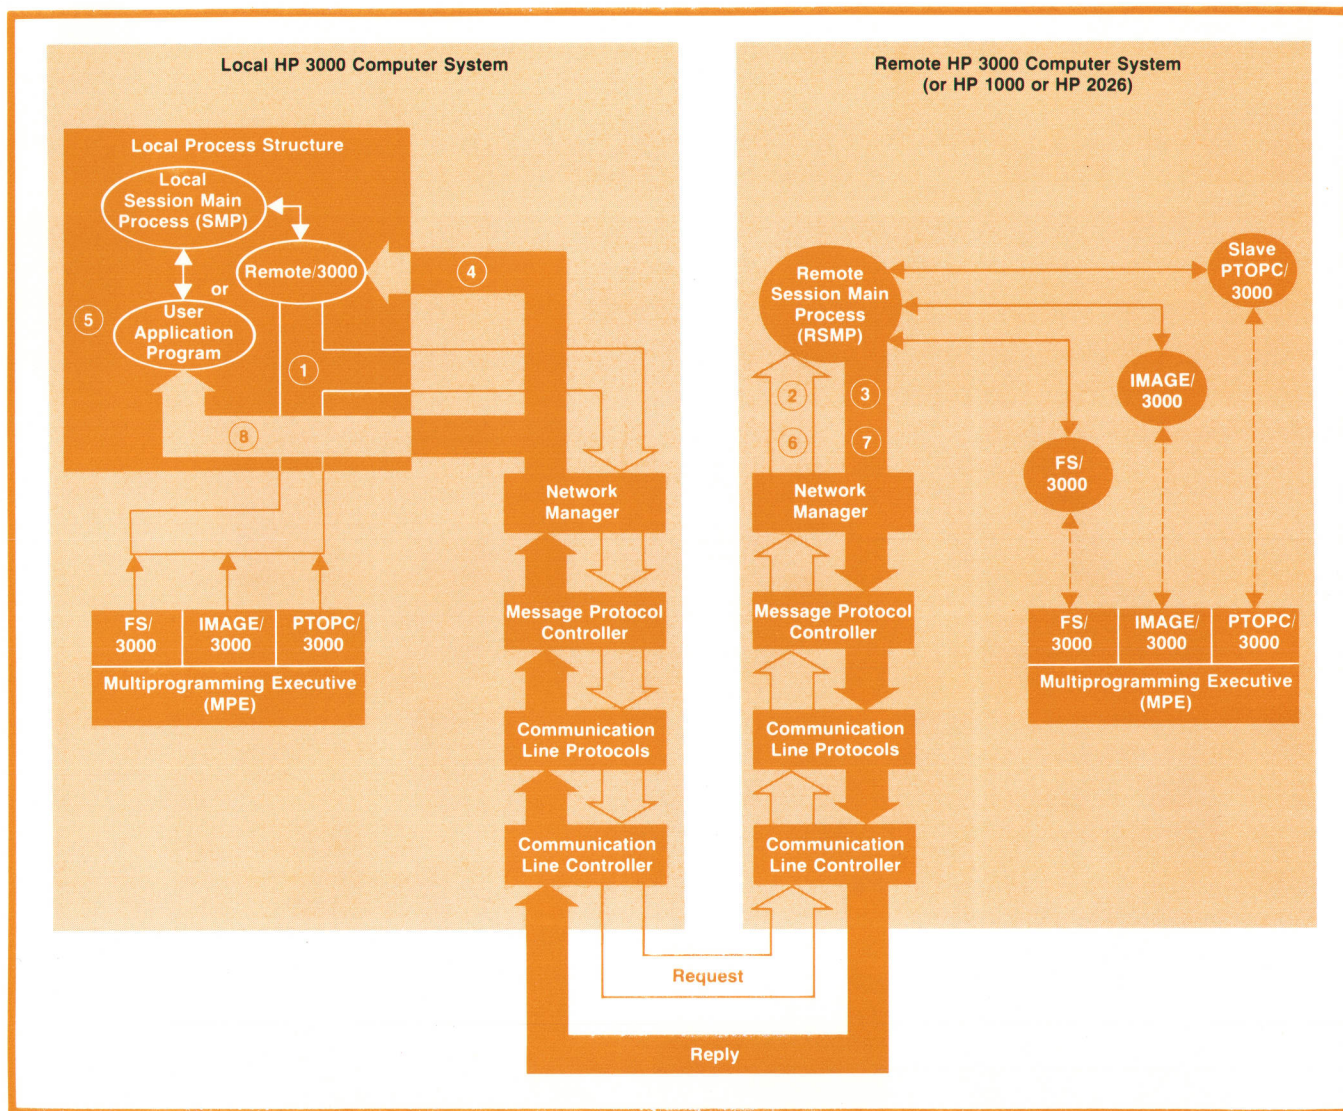 Local HP 3000 Computer System
Local Process Structure
Local
Session Main
Process (SMP)
Remote/3000
or
User
Application
Program
5
1
4
8
Network
Manager
Message Protocol
Controller
Communication
Line Protocols
Communication
Line Controller
FS/
3000
IMAGE/
3000
PTOPC/
3000
Multiprogramming Executive
(MPE)
Remote HP 3000 Computer System
(or HP 1000 or HP 2026)
Remote
Session Main
Process
(RSMP)
Slave
PTOPC/
3000
IMAGE/
3000
FS/
3000
2
3
6
7
Network
Manager
Message Protocol
Controller
Communication
Line Protocols
Communication
Line Controller
FS/
3000
IMAGE/
3000
PTOPC/
3000
Multiprogramming Executive
(MPE)
Request
Reply